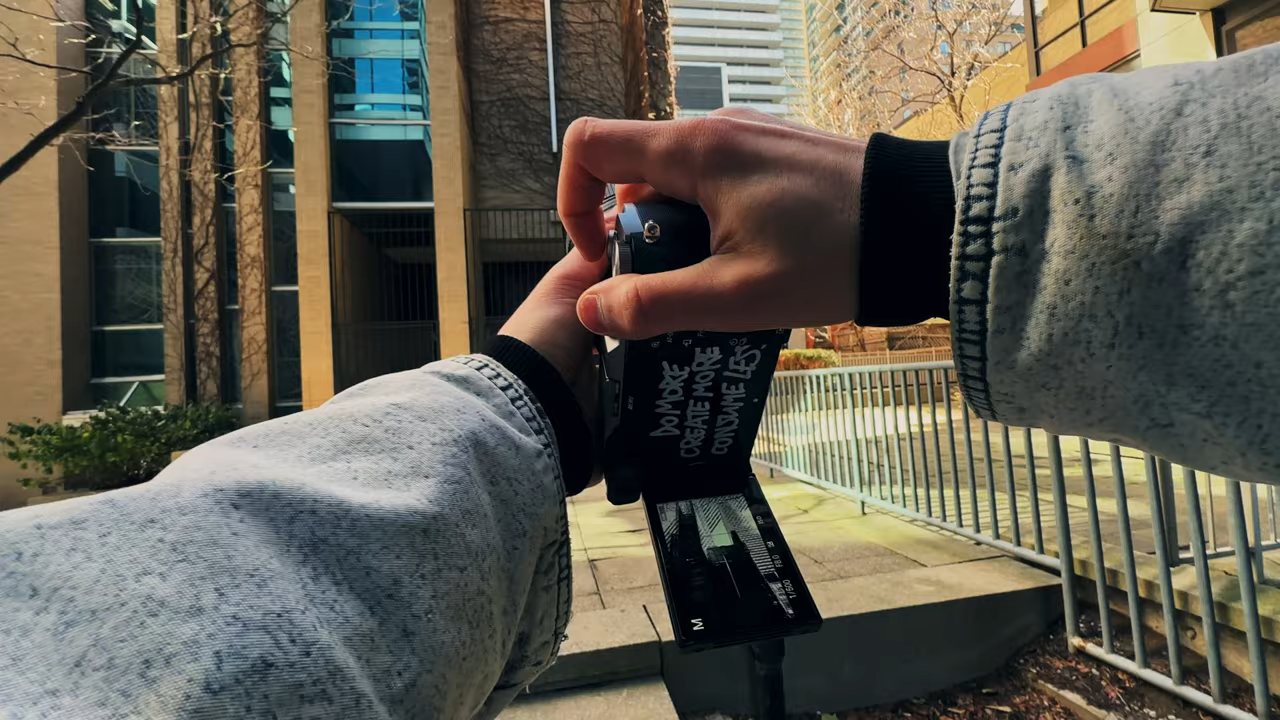 DO MORE
CREATE MORE
CONSUME LESS.
M
1/500
F8.0